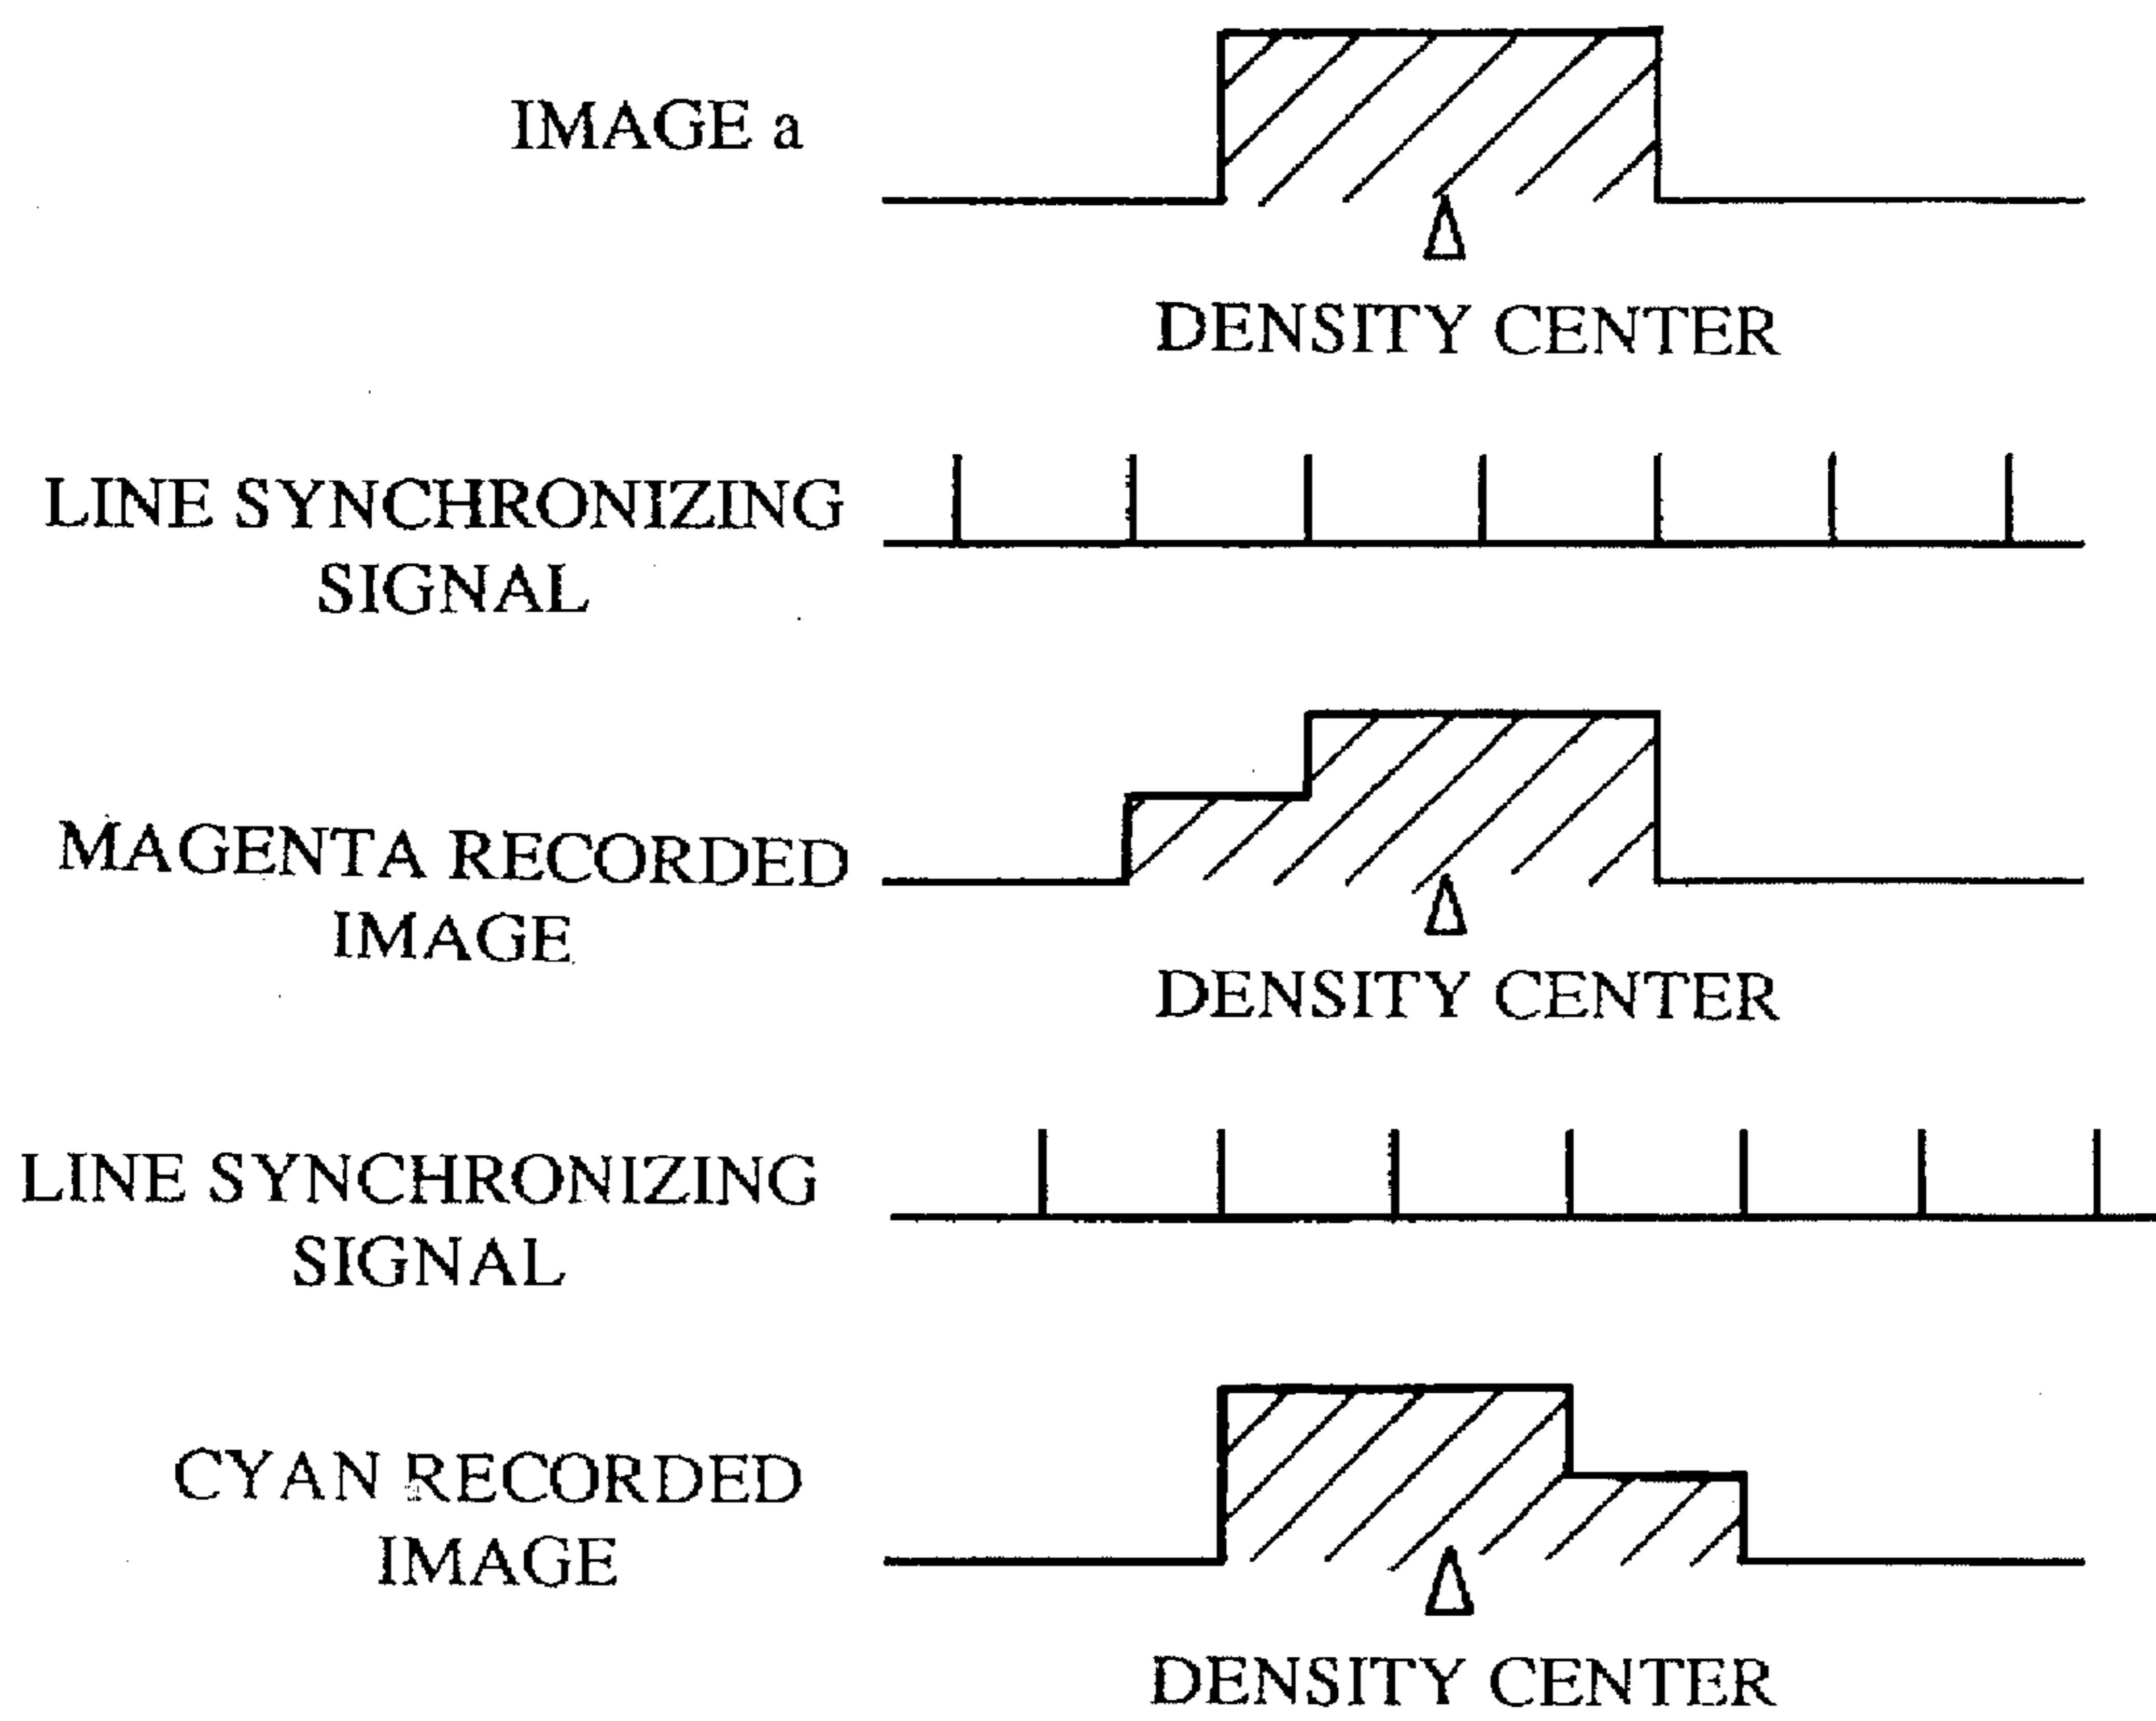 IMAGE a
DENSITY CENTER
LINE SYNCHRONIZING
SIGNAL
MAGENTA RECORDED
IMAGE
DENSITY CENTER
LINE SYNCHRONIZING
SIGNAL
CYAN RECORDED
IMAGE
DENSITY CENTER